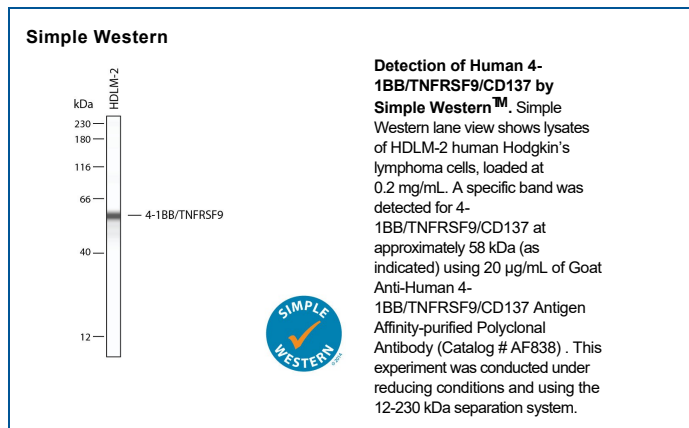 Simple Western
HDLM-2
kDa
230
180
116
66
4-1BB/TNFRSF9
40
12
SIMPLE
WESTERN
©2014
Detection of Human 4-
1BB/TNFRSF9/CD137 by
Simple Western™. Simple
Western lane view shows lysates
of HDLM-2 human Hodgkin's
lymphoma cells, loaded at
0.2 mg/mL. A specific band was
detected for 4-
1BB/TNFRSF9/CD137 at
approximately 58 kDa (as
indicated) using 20 µg/mL of Goat
Anti-Human 4-
1BB/TNFRSF9/CD137 Antigen
Affinity-purified Polyclonal
Antibody (Catalog # AF838) . This
experiment was conducted under
reducing conditions and using the
12-230 kDa separation system.